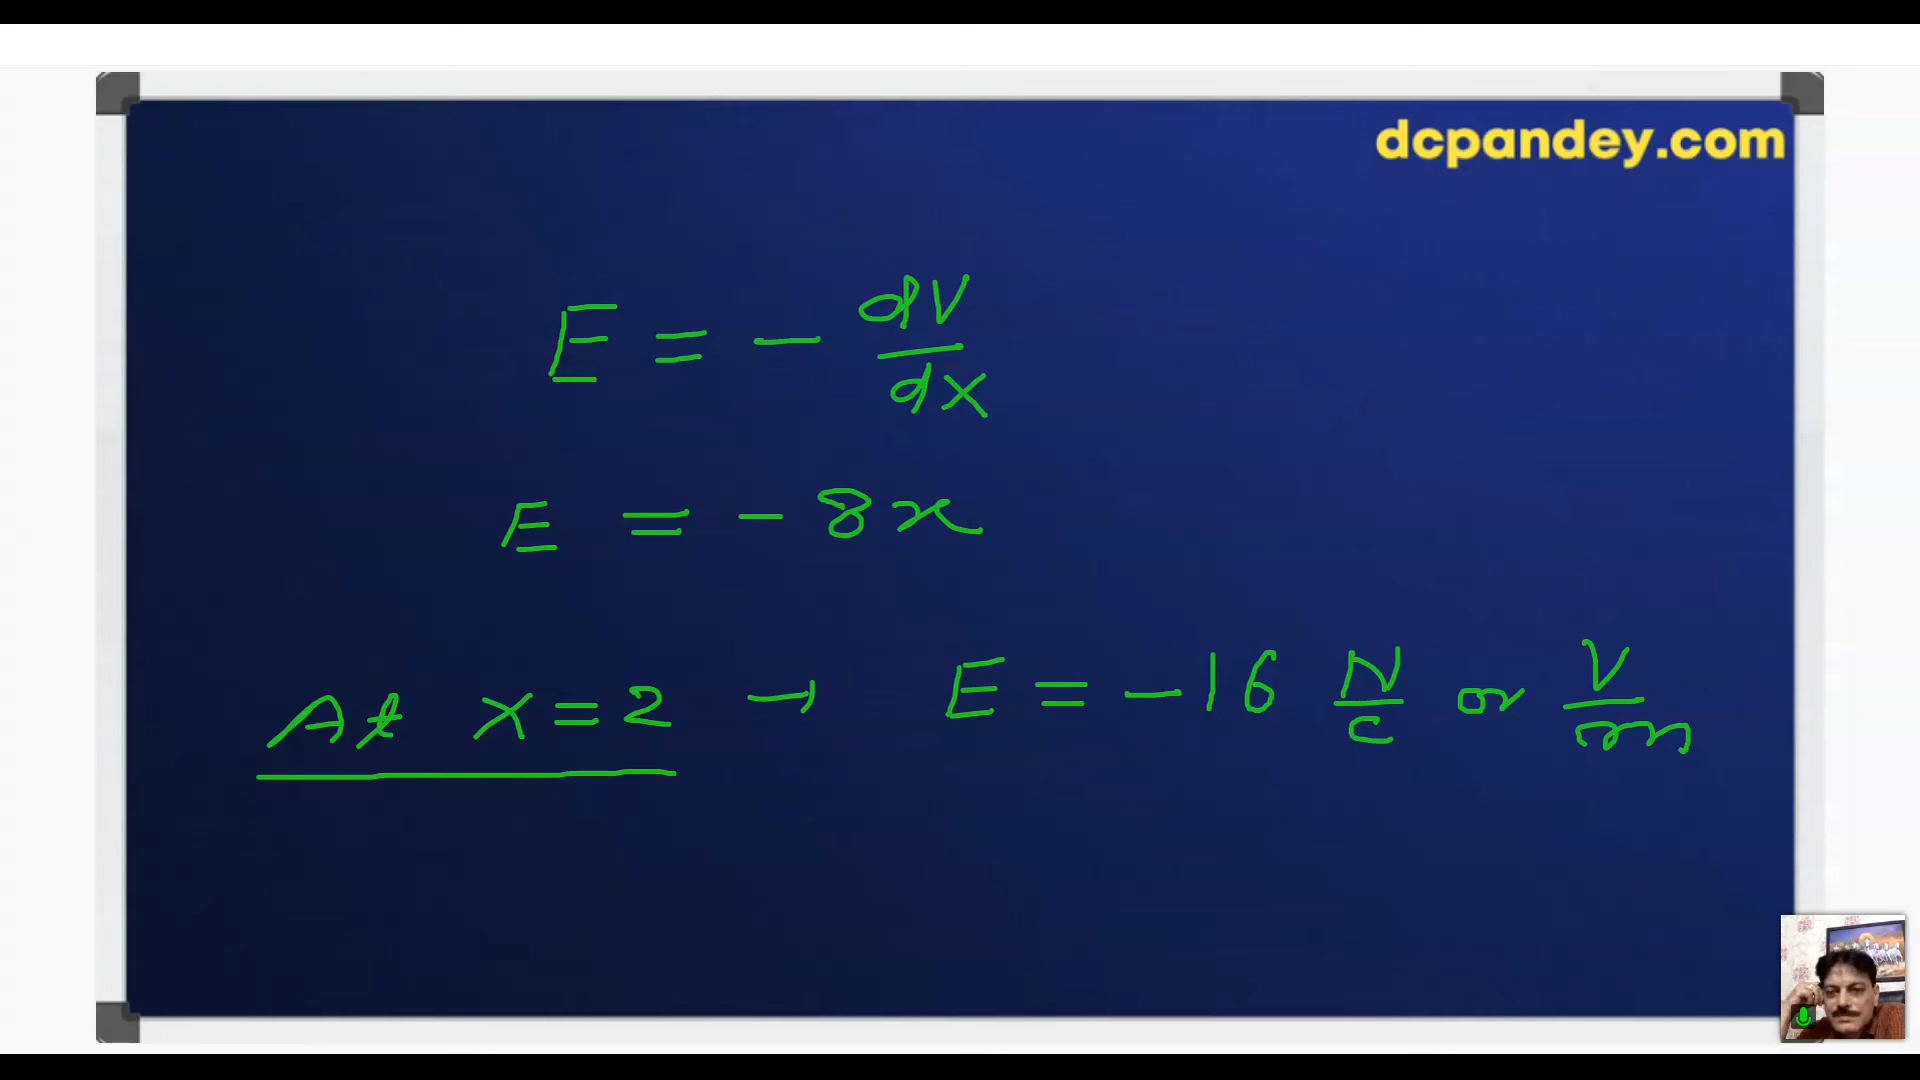 dcpandey.com
E = - dV/dx
E = - 8x
At x = 2 → E = - 16 N/C or V/m